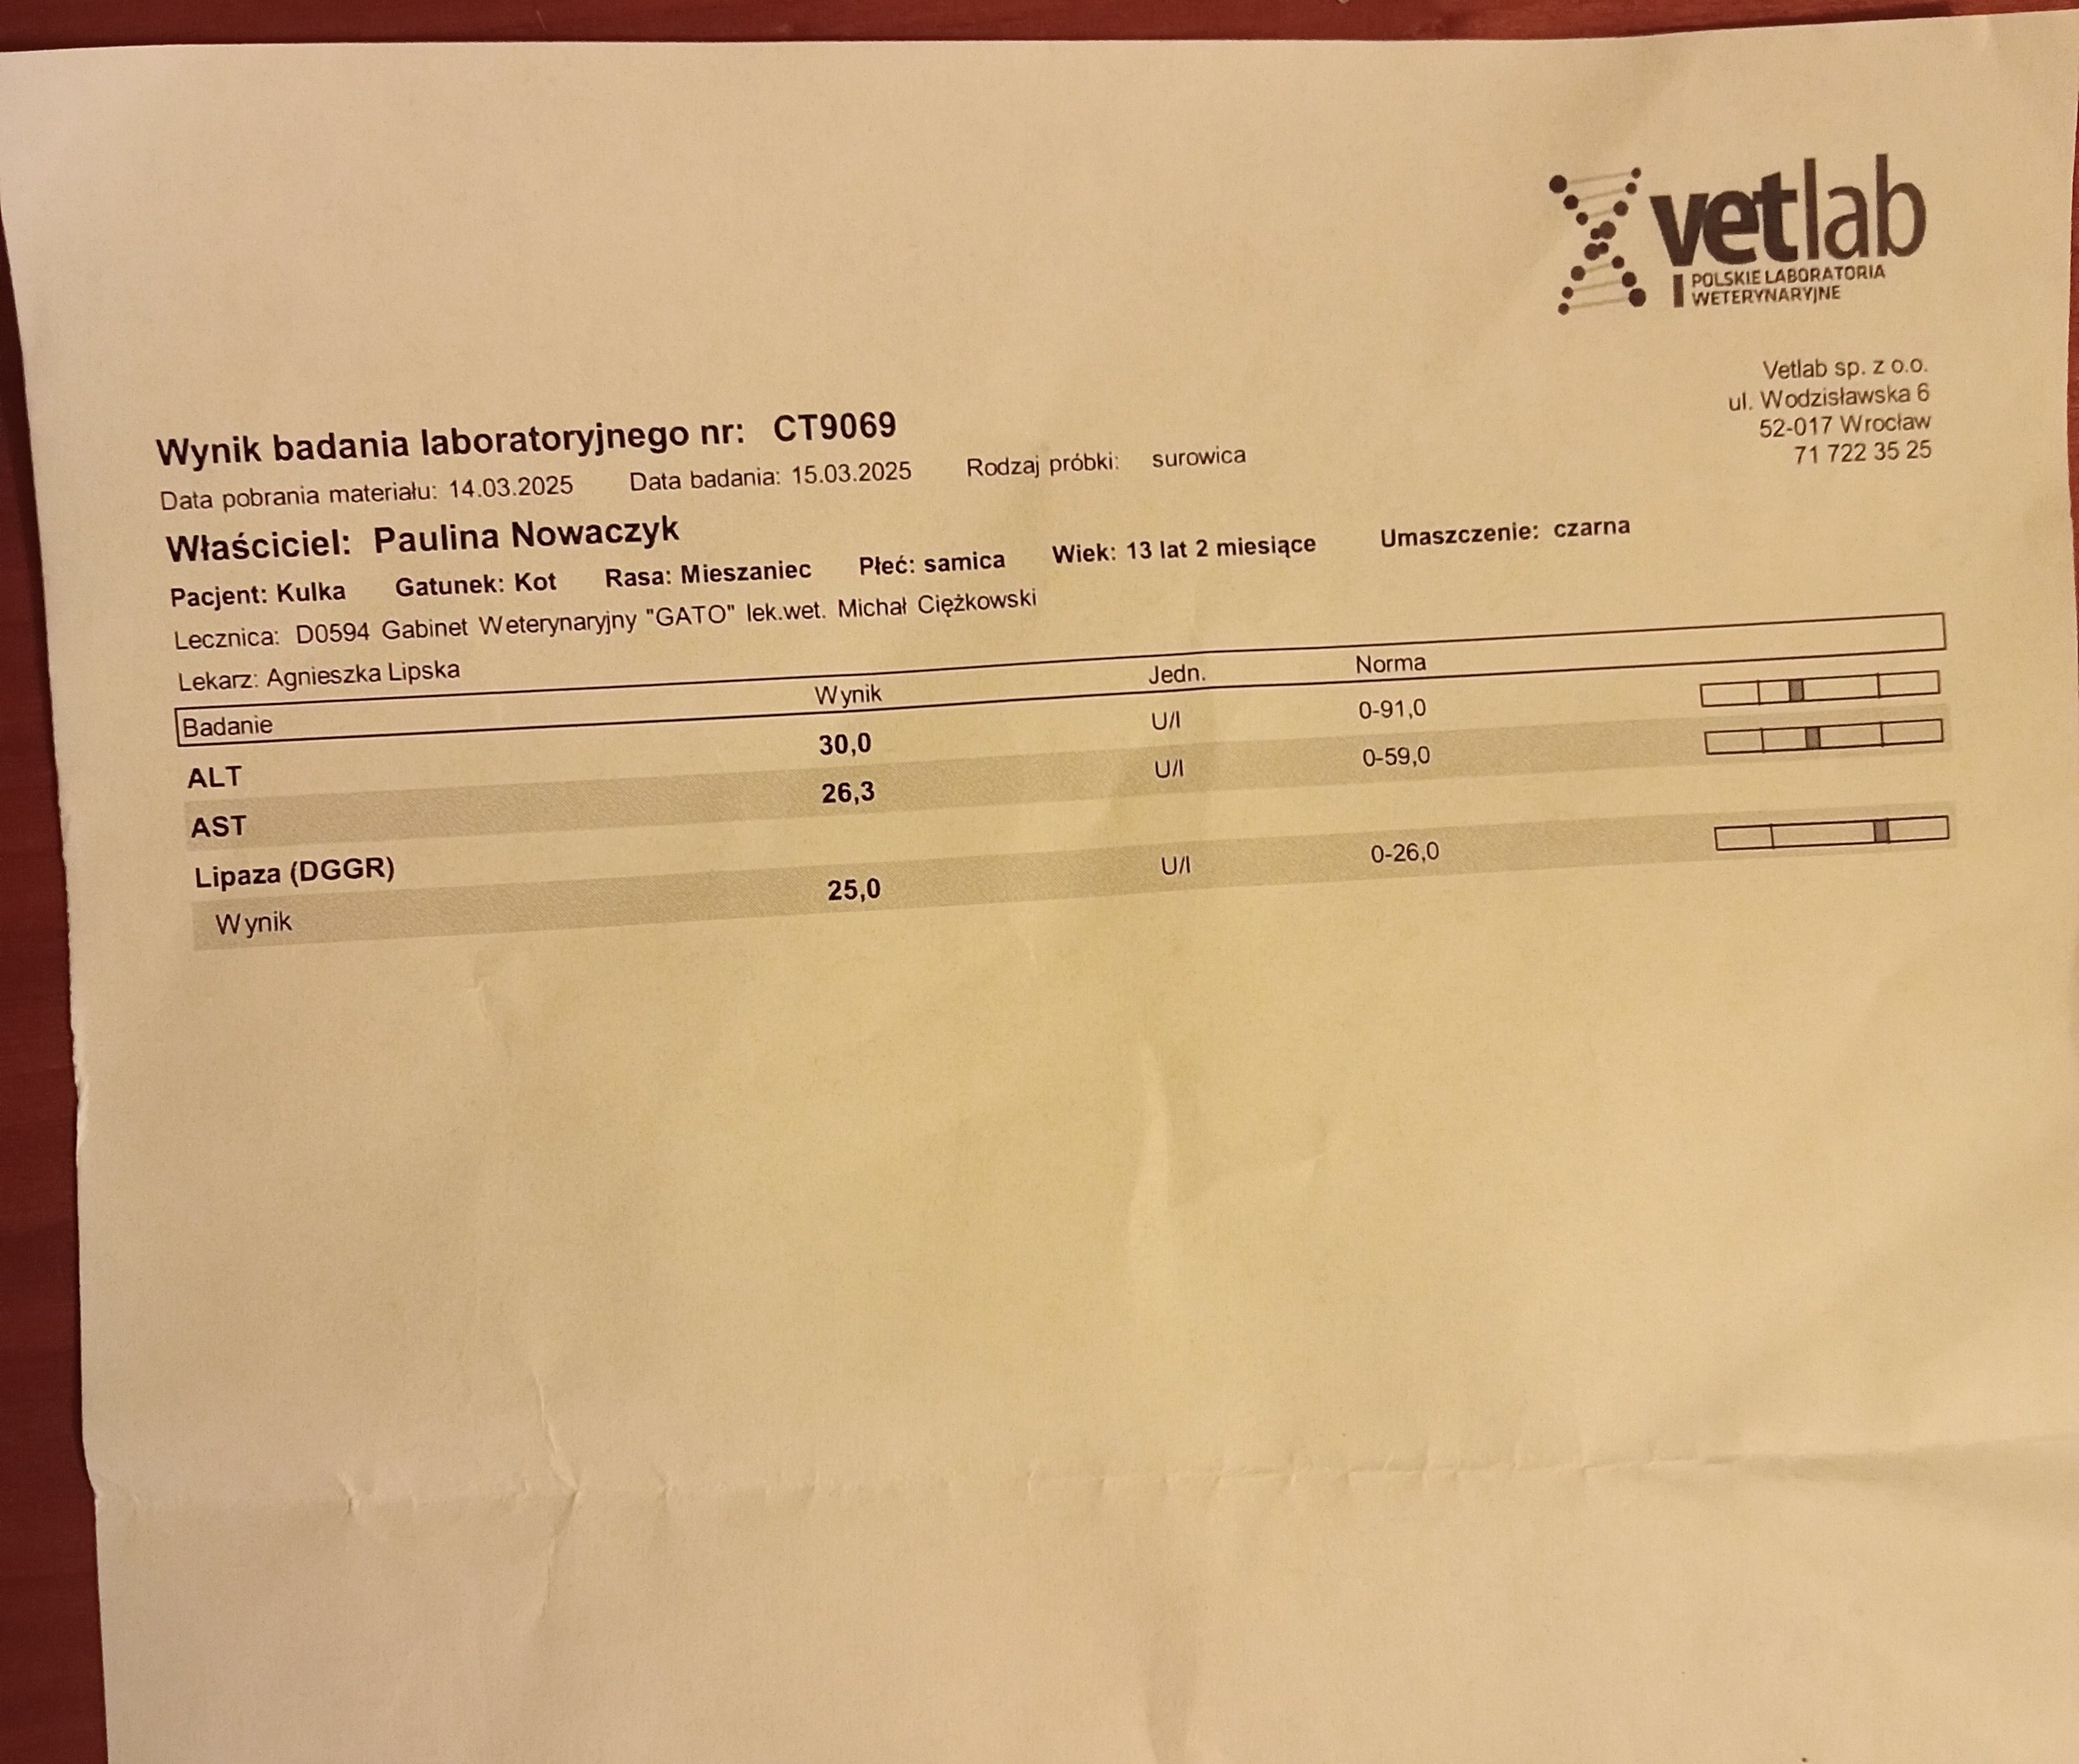 vetlab
POLSKIE LABORATORIA
WETERYNARYJNE
Vetlab sp. z o.o.
ul. Wodzisławska 6
52-017 Wrocław
71 722 35 25
Wynik badania laboratoryjnego nr: CT9069
Data pobrania materiału: 14.03.2025 Data badania: 15.03.2025 Rodzaj próbki: surowica
Właściciel: Paulina Nowaczyk
Pacjent: Kulka Gatunek: Kot Rasa: Mieszaniec Płeć: samica Wiek: 13 lat 2 miesiące Umaszczenie: czarna
Lecznica: D0594 Gabinet Weterynaryjny "GATO" lek.wet. Michał Ciężkowski
Lekarz: Agnieszka Lipska
Badanie Wynik Jedn. Norma
ALT 30,0 U/l 0-91,0
AST 26,3 U/l 0-59,0
Lipaza (DGGR)
Wynik 25,0 U/l 0-26,0